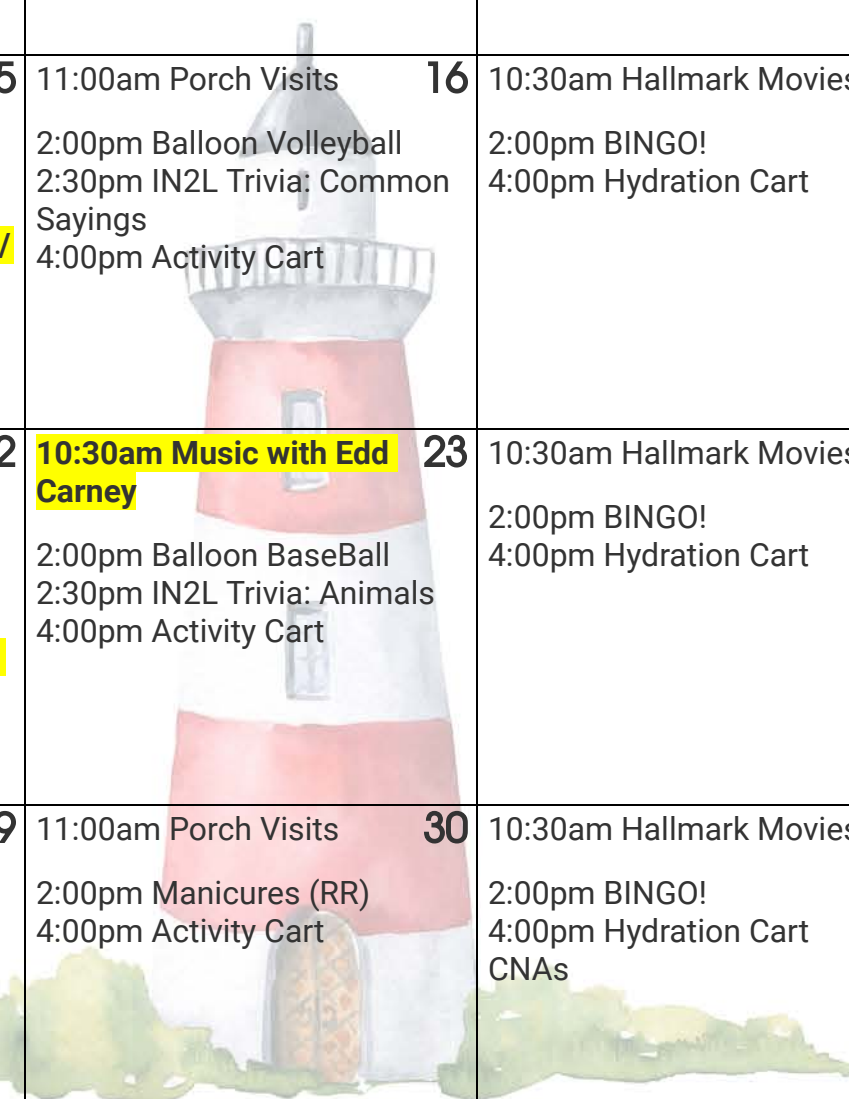 5
11:00am Porch Visits
16
2:00pm Balloon Volleyball
2:30pm IN2L Trivia: Common
Sayings
4:00pm Activity Cart
10:30am Hallmark Movies
2:00pm BINGO!
4:00pm Hydration Cart
2
10:30am Music with Edd
Carney
23
2:00pm Balloon BaseBall
2:30pm IN2L Trivia: Animals
4:00pm Activity Cart
10:30am Hallmark Movies
2:00pm BINGO!
4:00pm Hydration Cart
9
11:00am Porch Visits
30
2:00pm Manicures (RR)
4:00pm Activity Cart
10:30am Hallmark Movies
2:00pm BINGO!
4:00pm Hydration Cart
CNAs